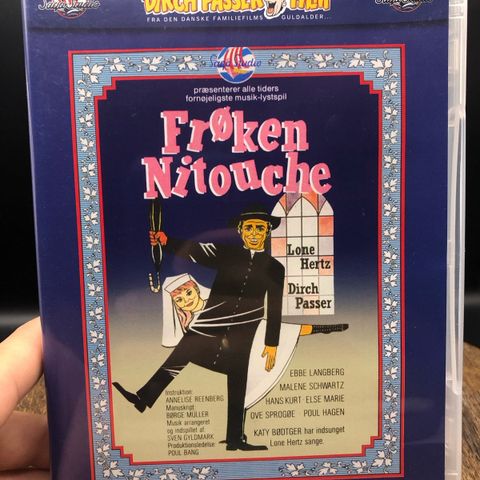 DIRCH PASSER FILM
FRA DEN DANSKE FAMILIEFILMS GULDALDER...
Saga Studio
præsenterer alle tiders
fornøjeligste musik-lystspil
Frøken
Nitouche
Lone
Hertz
Dirch
Passer
EBBE LANGBERG
MALENE SCHWARTZ
HANS KURT · ELSE MARIE
OVE SPROGØE POUL HAGEN
KATY BØDTGER har indsunget
Lone Hertz sange.
Instruktion:
ANNELISE REENBERG
Manuskript
BØRGE MÜLLER
Musik arrangeret
og indspillet af
SVEN GYLDMARK
Produktionsledelse:
POUL BANG